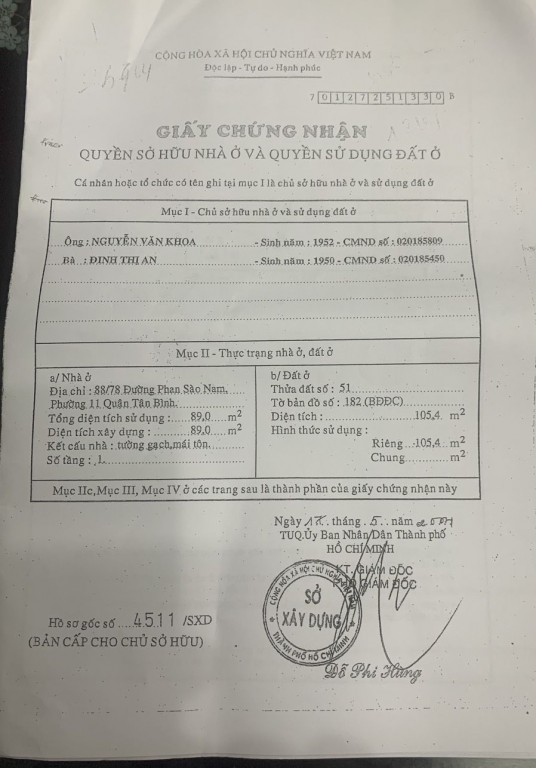 CỘNG HÒA XÃ HỘI CHỦ NGHĨA VIỆT NAM
Độc lập - Tự do - Hạnh phúc
7 0 1 2 7 2 5 1 3 3 0 B
GIẤY CHỨNG NHẬN
QUYỀN SỞ HỮU NHÀ Ở VÀ QUYỀN SỬ DỤNG ĐẤT Ở
Cá nhân hoặc tổ chức có tên ghi tại mục I là chủ sở hữu nhà ở và sử dụng đất ở
Mục I - Chủ sở hữu nhà ở và sử dụng đất ở
Ông : NGUYỄN VĂN KHOA - Sinh năm : 1952 - CMND số : 020185809
Bà : ĐINH THỊ AN - Sinh năm : 1950 - CMND số : 020185450
Mục II - Thực trạng nhà ở, đất ở
a/ Nhà ở
Địa chỉ : 88/78 Đường Phan Sào Nam,
Phường 11 Quận Tân Bình.
Tổng diện tích sử dụng : 89,0 m2
Diện tích xây dựng : 89,0 m2
Kết cấu nhà : tường gạch, mái tôn.
Số tầng : 1
b/ Đất ở
Thửa đất số : 51
Tờ bản đồ số : 182 (BĐĐC)
Diện tích : 105,4 m2
Hình thức sử dụng :
Riêng 105,4 m2
Chung m2
Mục IIc, Mục III, Mục IV ở các trang sau là thành phần của giấy chứng nhận này
Ngày tháng 5 năm
TUQ. Ủy Ban Nhân Dân Thành phố
HỒ CHÍ MINH
KT. GIÁM ĐỐC
GIÁM ĐỐC
CỘNG HÒA XÃ HỘI CHỦ NGHĨA
SỞ
XÂY DỰNG
THÀNH PHỐ HỒ CHÍ MINH
Hồ sơ gốc số 4511 /SXD
(BẢN CẤP CHO CHỦ SỞ HỮU)
Đỗ Phi Hùng